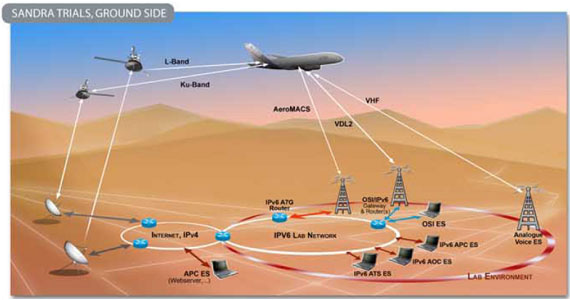 SANDRA TRIALS, GROUND SIDE
L-Band
Ku-Band
AeroMACS
VHF
VDL2
IPv6 ATG
Router
OSI/IPv6
Gateway
& Router(s)
OSI ES
Analogue
Voice ES
INTERNET, IPv4
IPV6 LAB NETWORK
IPv6 APC ES
IPv6 AOC ES
IPv6 ATS ES
APC ES
(Webserver,...)
LAB ENVIRONMENT